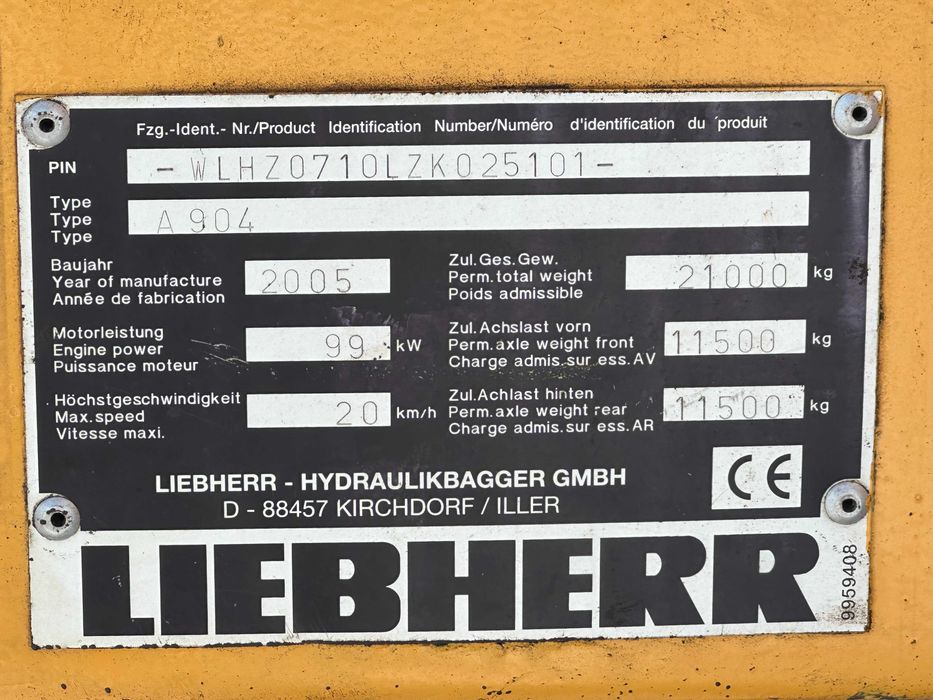 Fzg.-Ident.- Nr./Product Identification Number/Numéro d'identification du produit
PIN -WLHZ0710LZK025101-
Type
Type A 904
Type
Baujahr
Year of manufacture 2005
Année de fabrication
Zul.Ges.Gew.
Perm.total weight 21000 kg
Poids admissible
Motorleistung
Engine power 99 kW
Puissance moteur
Zul.Achslast vorn
Perm.axle weight front 11500 kg
Charge admis.sur ess.AV
Höchstgeschwindigkeit
Max.speed 20 km/h
Vitesse maxi.
Zul.Achlast hinten
Perm.axle weight rear 11500 kg
Charge admis.sur ess.AR
LIEBHERR - HYDRAULIKBAGGER GMBH
D - 88457 KIRCHDORF / ILLER
CE
LIEBHERR
9959408